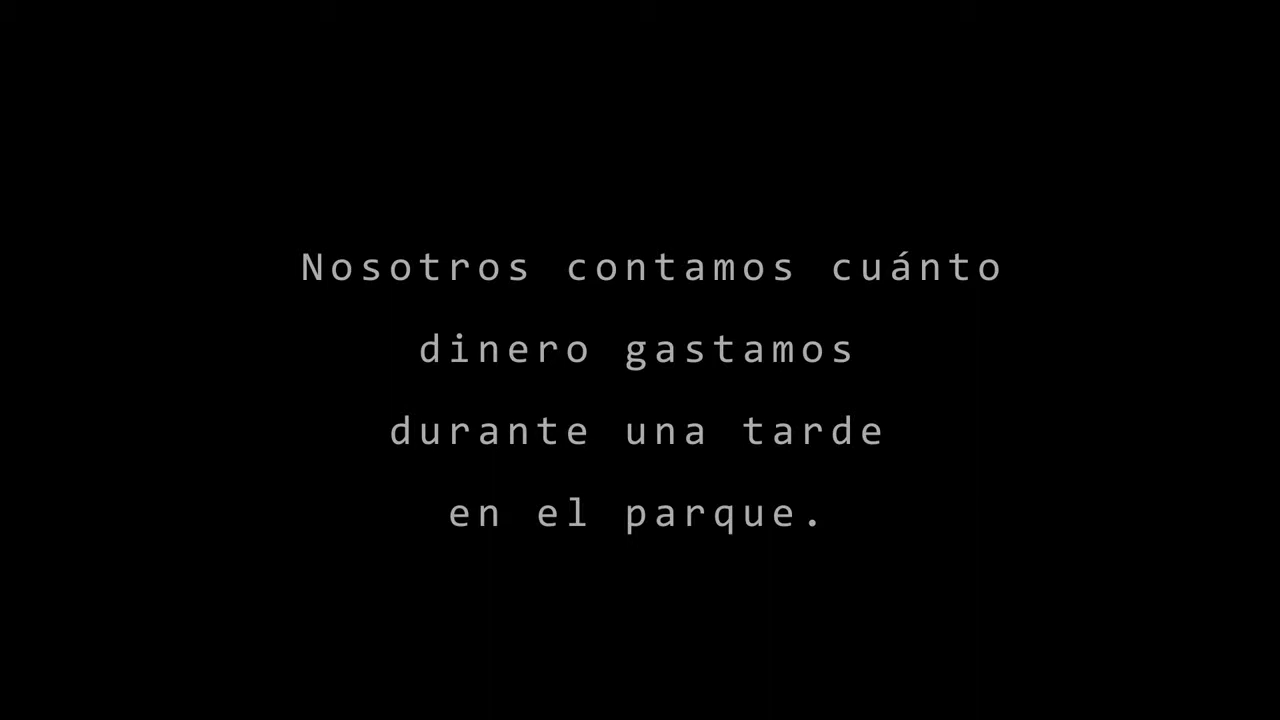 Nosotros contamos cuánto
dinero gastamos
durante una tarde
en el parque.